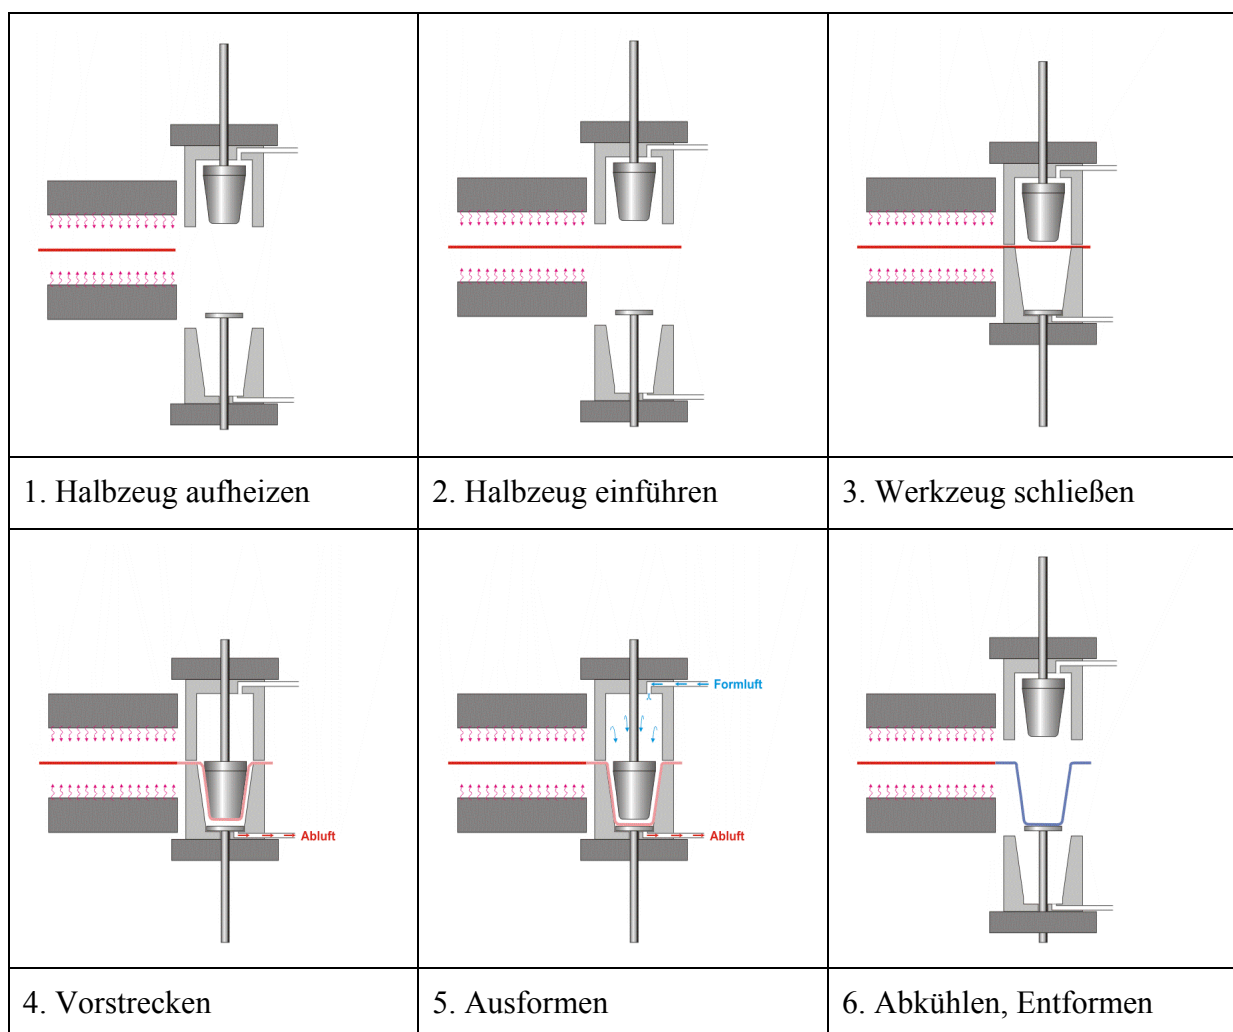 1. Halbzeug aufheizen
2. Halbzeug einführen
3. Werkzeug schließen
Abluft
Formluft
Abluft
4. Vorstrecken
5. Ausformen
6. Abkühlen, Entformen